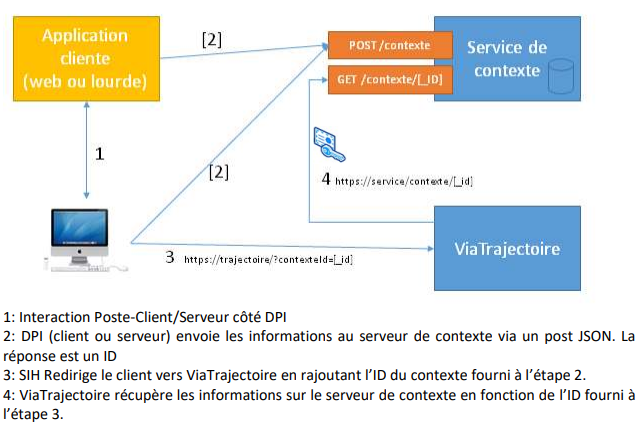 Application
cliente
(web ou lourde)
[2]
POST /contexte
GET /contexte/[_ID]
Service de
contexte
1
[2]
4 https://service/contexte/[_id]
3 https://trajectoire/?contexteId=[_id]
ViaTrajectoire
1: Interaction Poste-Client/Serveur côté DPI
2: DPI (client ou serveur) envoie les informations au serveur de contexte via un post JSON. La
réponse est un ID
3: SIH Redirige le client vers ViaTrajectoire en rajoutant l’ID du contexte fourni à l’étape 2.
4: ViaTrajectoire récupère les informations sur le serveur de contexte en fonction de l’ID fourni à
l’étape 3.